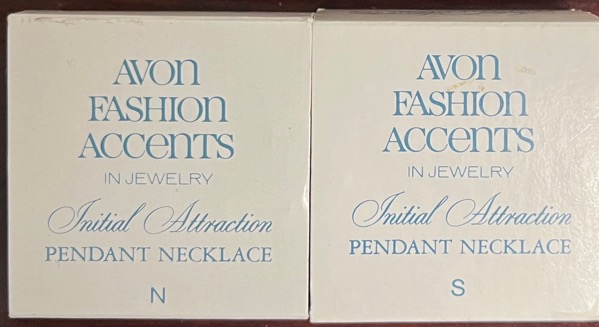 AVON
FASHION
ACCENTS
IN JEWELRY
Initial Attraction
PENDANT NECKLACE
N
AVON
FASHION
ACCENTS
IN JEWELRY
Initial Attraction
PENDANT NECKLACE
S